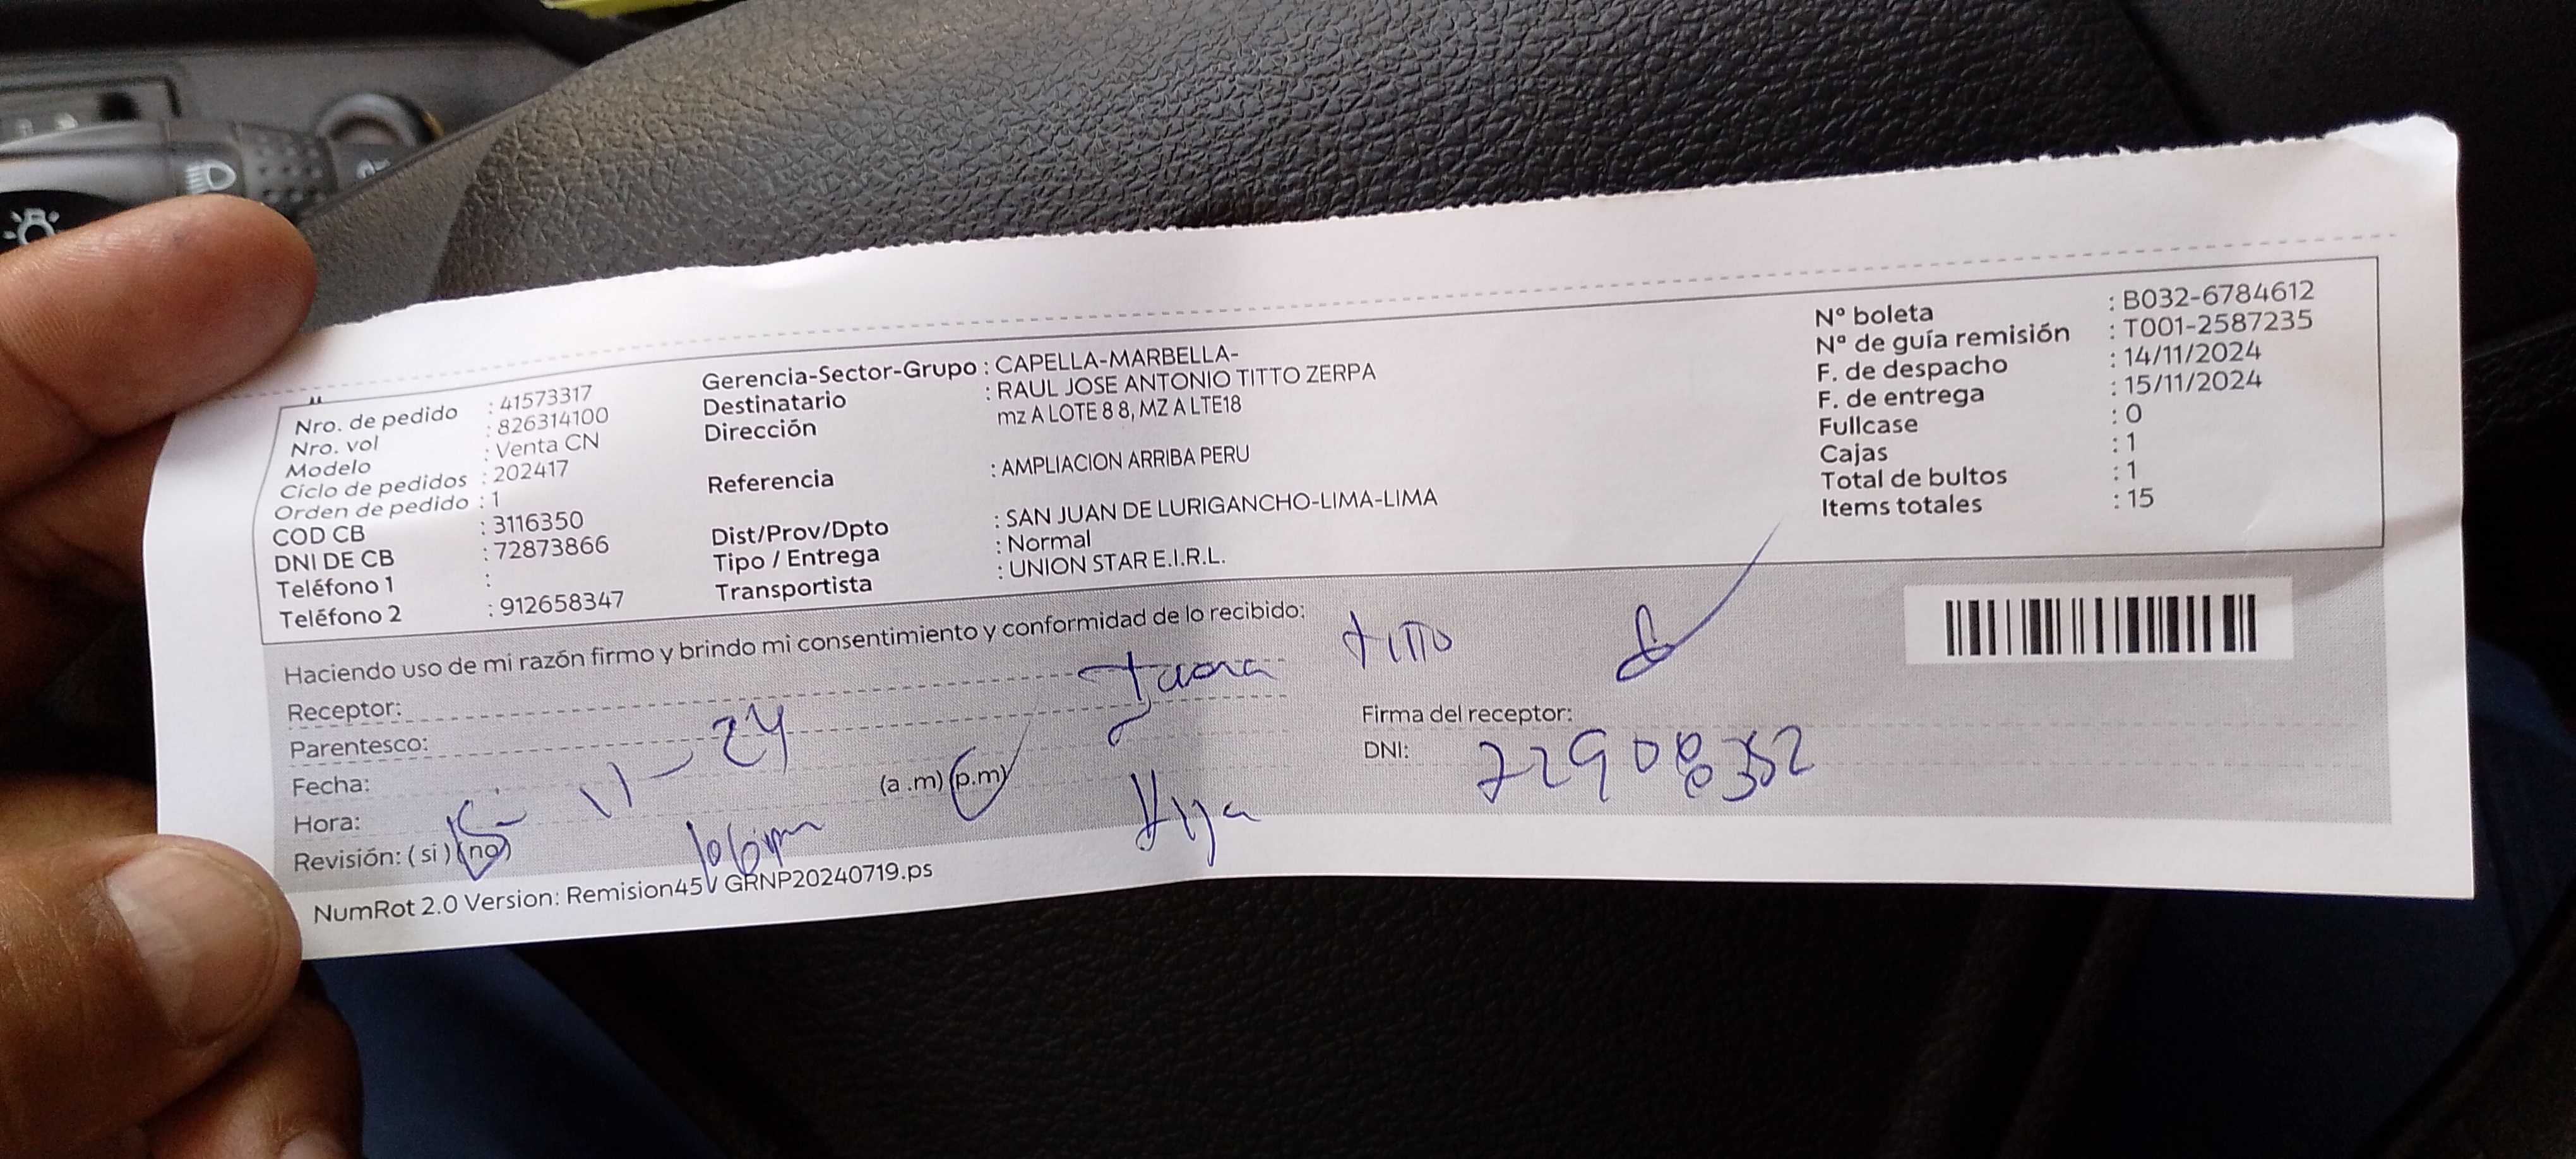 Nro. de pedido : 41573317
Nro. vol : 826314100
Modelo : Venta CN
Ciclo de pedidos : 202417
Orden de pedido : 1
COD CB : 3116350
DNI DE CB : 72873866
Teléfono 1 :
Teléfono 2 : 912658347
Gerencia-Sector-Grupo : CAPELLA-MARBELLA-
Destinatario : RAUL JOSE ANTONIO TITTO ZERPA
Dirección mz A LOTE 8 8, MZ A LTE18
Referencia : AMPLIACION ARRIBA PERU
Dist/Prov/Dpto : SAN JUAN DE LURIGANCHO-LIMA-LIMA
Tipo / Entrega : Normal
Transportista : UNION STAR E.I.R.L.
Nº boleta : B032-6784612
Nº de guía remisión : T001-2587235
F. de despacho : 14/11/2024
F. de entrega : 15/11/2024
Fullcase : 0
Cajas : 1
Total de bultos : 1
Items totales : 15
Haciendo uso de mi razón firmo y brindo mi consentimiento y conformidad de lo recibido:
Receptor: titto
Parentesco: Hija
Fecha: 15-11-24
Hora: (a .m) (p.m)
Revisión: ( si ) (no)
Firma del receptor:
DNI:
NumRot 2.0 Version: Remision45V GRNP20240719.ps